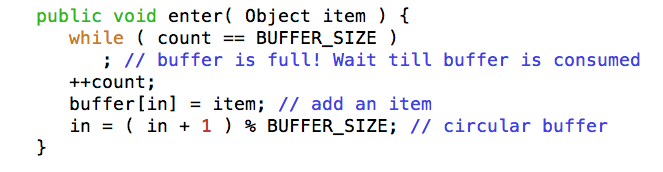 public void enter( Object item ) {
while ( count == BUFFER_SIZE )
; // buffer is full! Wait till buffer is consumed
++count;
buffer[in] = item; // add an item
in = ( in + 1 ) % BUFFER_SIZE; // circular buffer
}